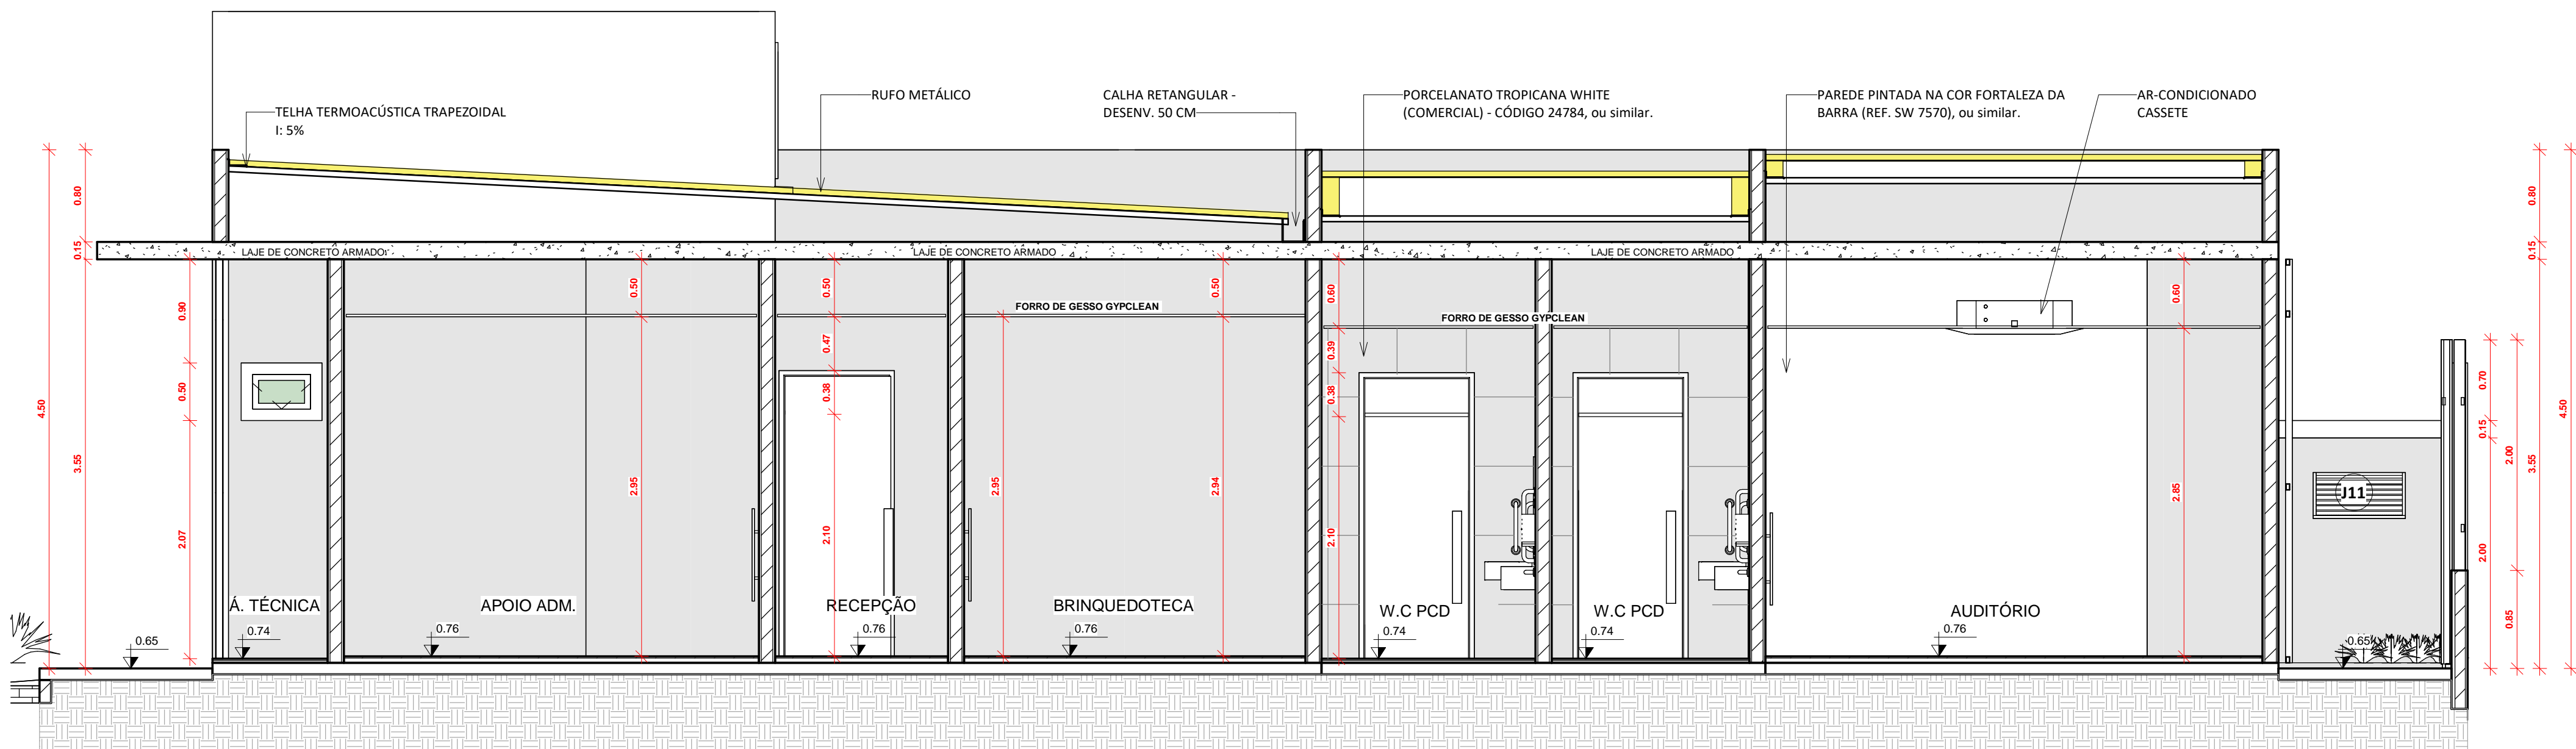 TELHA TERMOACÚSTICA TRAPEZOIDAL
I: 5%
RUFO METÁLICO
CALHA RETANGULAR -
DESENV. 50 CM
PORCELANATO TROPICANA WHITE
(COMERCIAL) - CÓDIGO 24784, ou similar.
PAREDE PINTADA NA COR FORTALEZA DA
BARRA (REF. SW 7570), ou similar.
AR-CONDICIONADO
CASSETE
4.50
0.80
0.15
3.55
0.90
0.50
2.07
LAJE DE CONCRETO ARMADO
LAJE DE CONCRETO ARMADO
LAJE DE CONCRETO ARMADO
0.50
2.95
0.50
0.47
0.38
2.10
FORRO DE GESSO GYPCLEAN
2.95
0.50
2.94
0.60
0.39
0.38
2.10
FORRO DE GESSO GYPCLEAN
0.60
2.85
J11
0.70
0.15
2.00
2.00
0.85
0.80
0.15
3.55
4.50
Á. TÉCNICA
APOIO ADM.
RECEPÇÃO
BRINQUEDOTECA
W.C PCD
W.C PCD
AUDITÓRIO
0.65
0.74
0.76
0.76
0.76
0.74
0.74
0.76
0.65